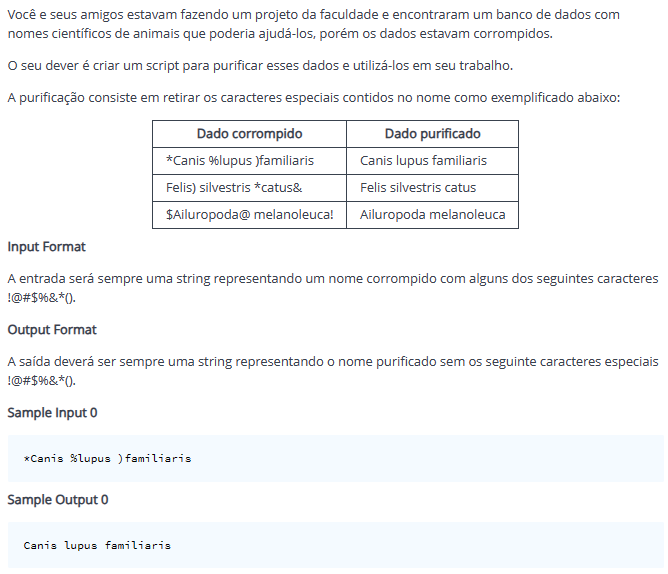 Você e seus amigos estavam fazendo um projeto da faculdade e encontraram um banco de dados com
nomes científicos de animais que poderia ajudá-los, porém os dados estavam corrompidos.
O seu dever é criar um script para purificar esses dados e utilizá-los em seu trabalho.
A purificação consiste em retirar os caracteres especiais contidos no nome como exemplificado abaixo:
Dado corrompido Dado purificado
*Canis %lupus )familiaris Canis lupus familiaris
Felis) silvestris *catus& Felis silvestris catus
$Ailuropoda@ melanoleuca! Ailuropoda melanoleuca
Input Format
A entrada será sempre uma string representando um nome corrompido com alguns dos seguintes caracteres
!@#$%&*().
Output Format
A saída deverá ser sempre uma string representando o nome purificado sem os seguinte caracteres especiais
!@#$%&*().
Sample Input 0
*Canis %lupus )familiaris
Sample Output 0
Canis lupus familiaris